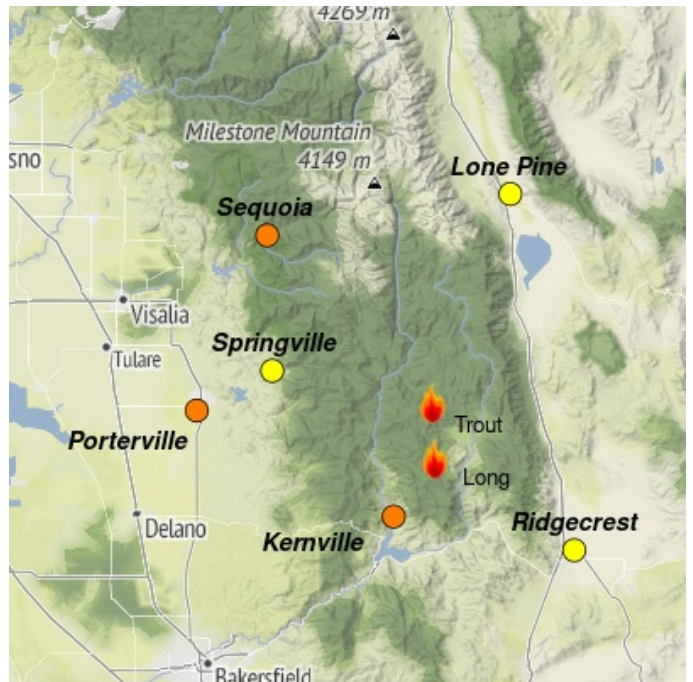 4269 m
Milestone Mountain
4149 m
Lone Pine
sno
Sequoia
Visalia
Springville
Tulare
Trout
Porterville
Long
Delano
Kernville
Ridgecrest
Bakersfield